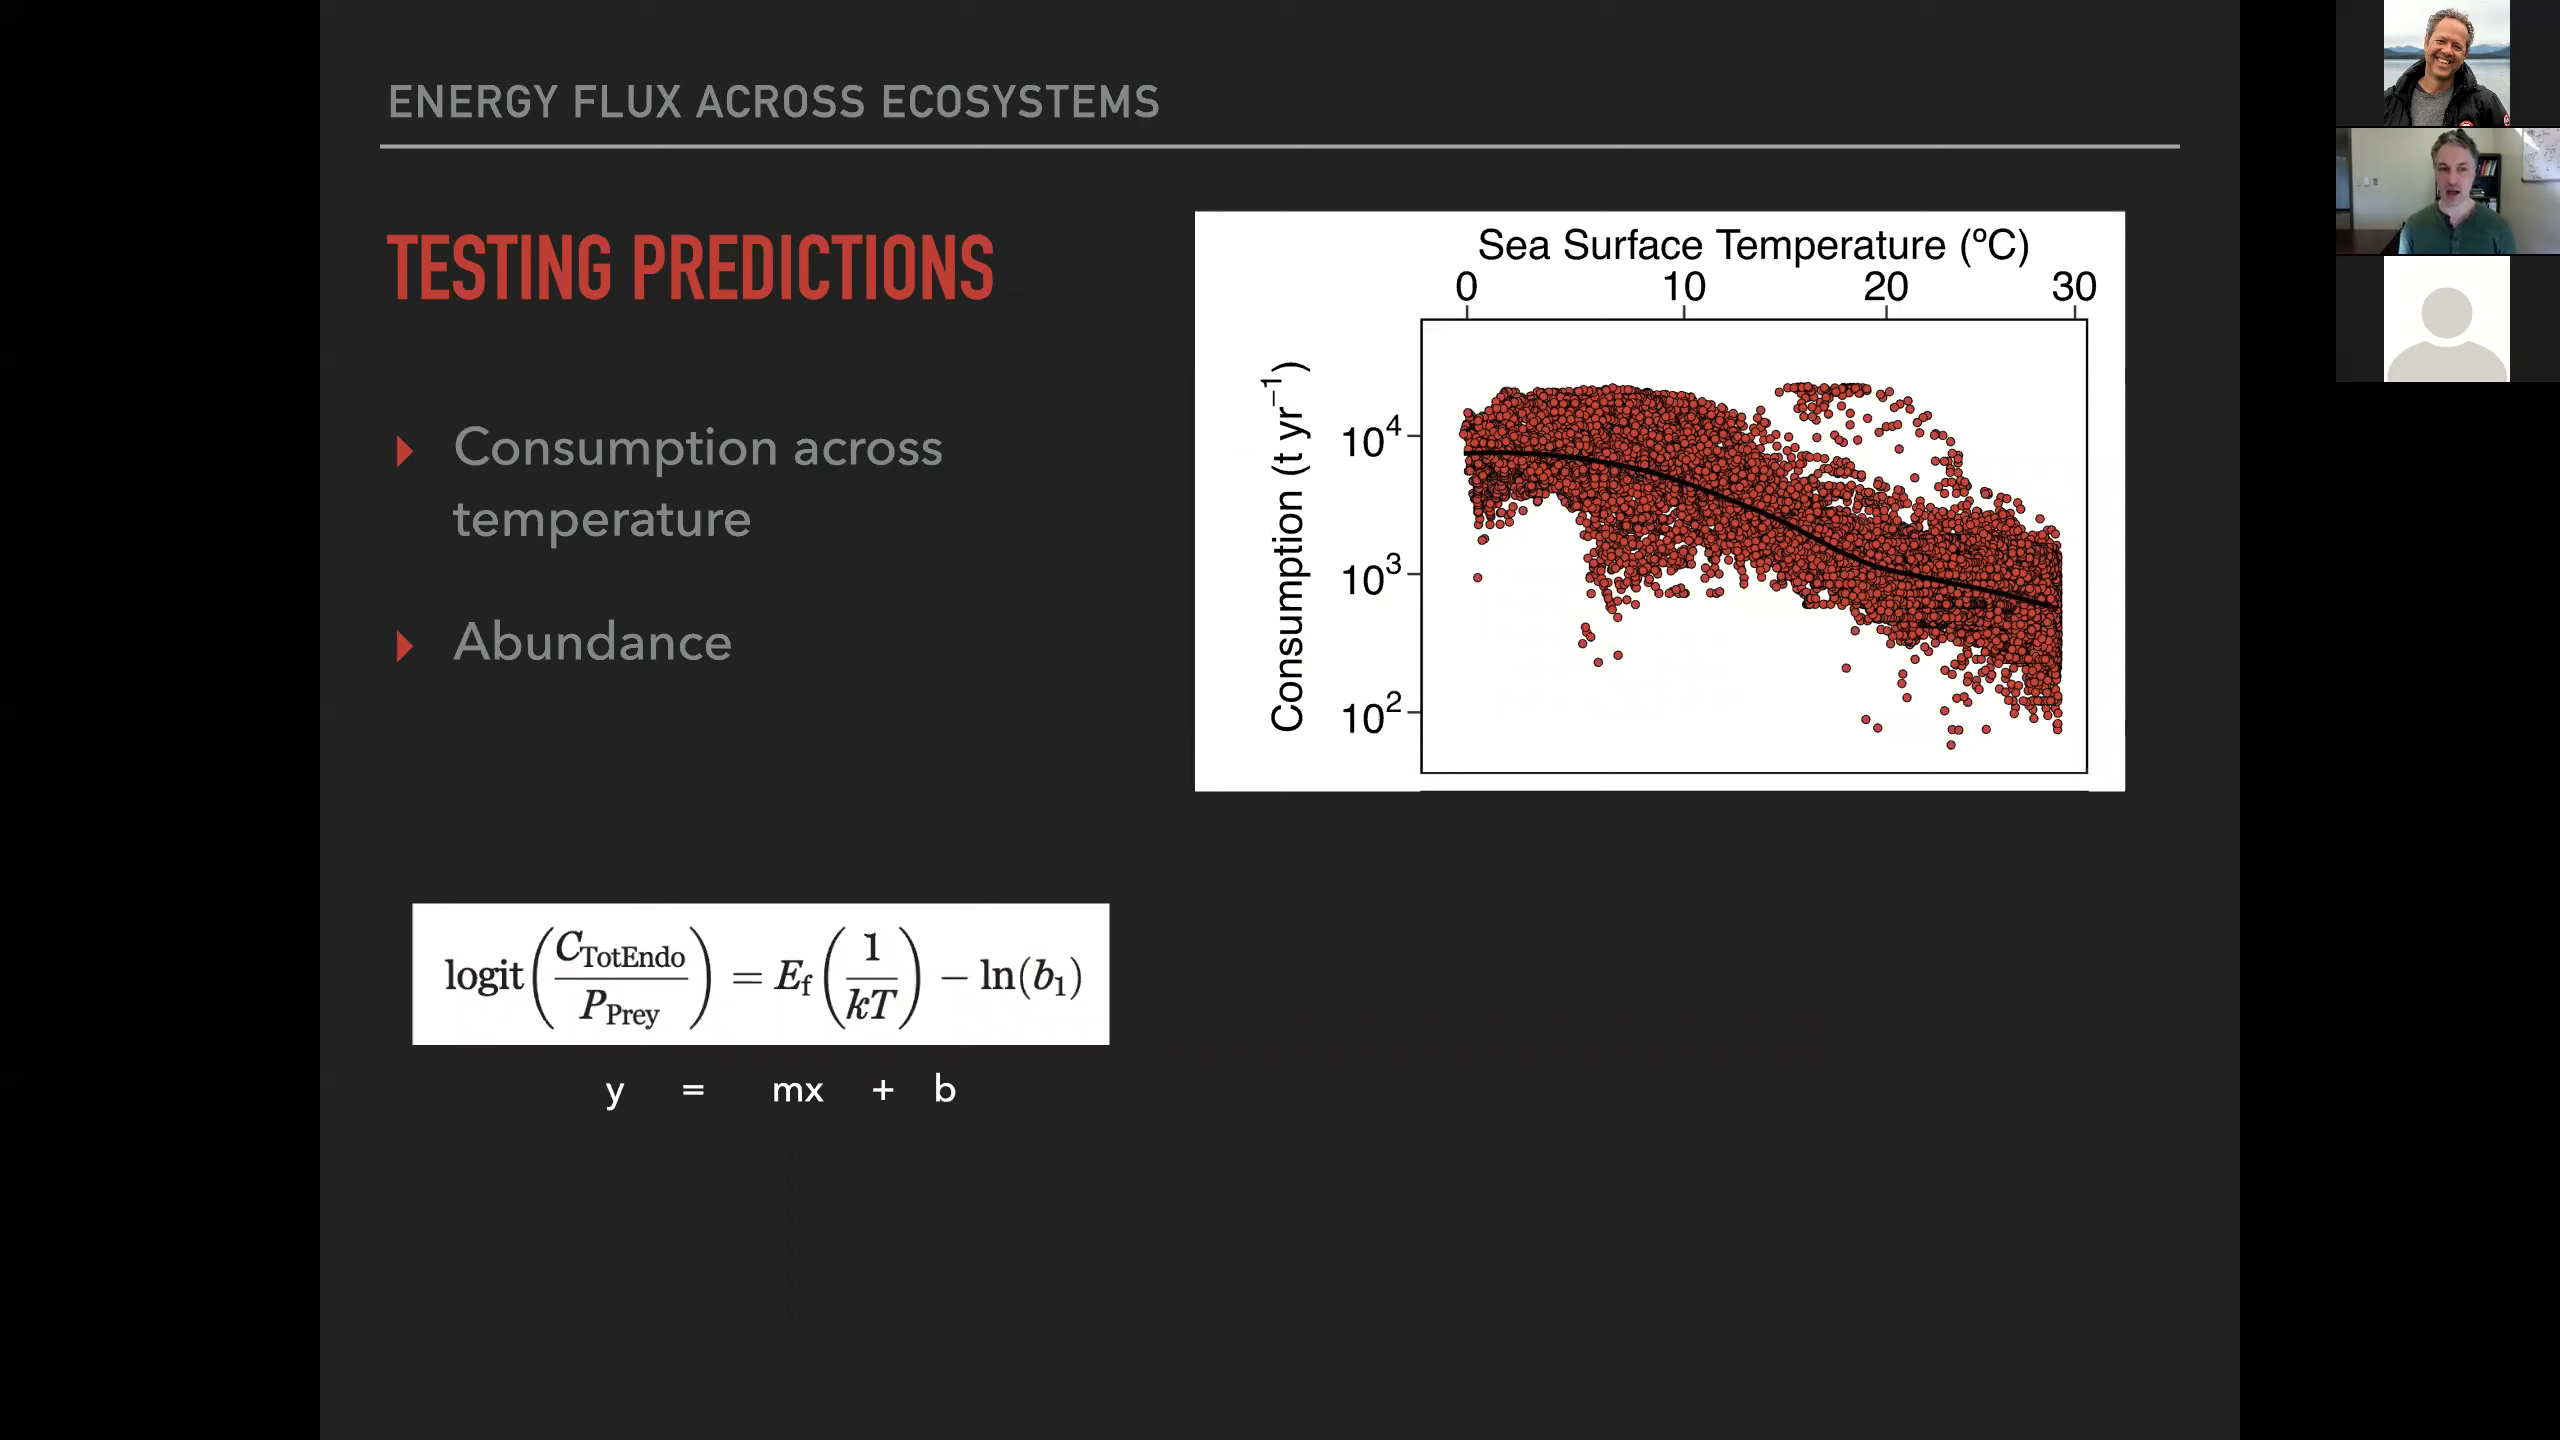 ENERGY FLUX ACROSS ECOSYSTEMS
TESTING PREDICTIONS
Consumption across
temperature
Abundance
Sea Surface Temperature (ºC)
0 10 20 30
Consumption (t yr⁻¹)
10⁴
10³
10²
logit(C_TotEndo / P_Prey) = E_f (1 / kT) − ln(b₁)
y = mx + b